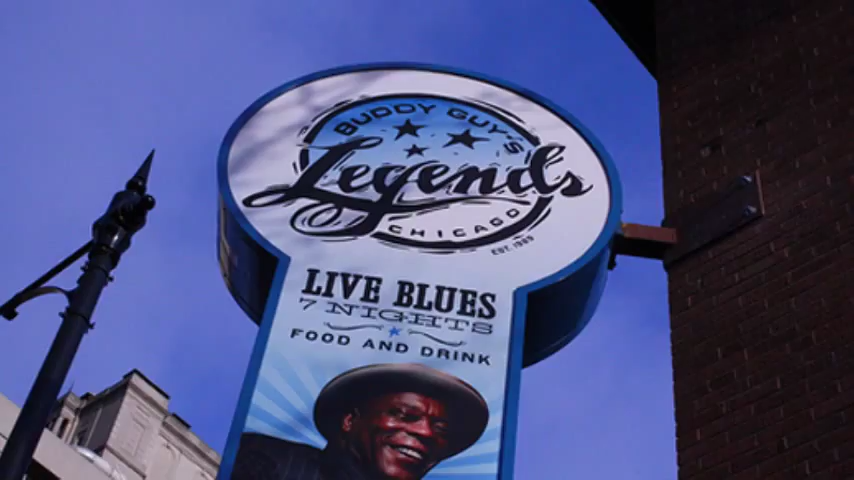 BUDDY GUY'S
Legends
CHICAGO
EST. 1989
LIVE BLUES
7 NIGHTS
FOOD AND DRINK